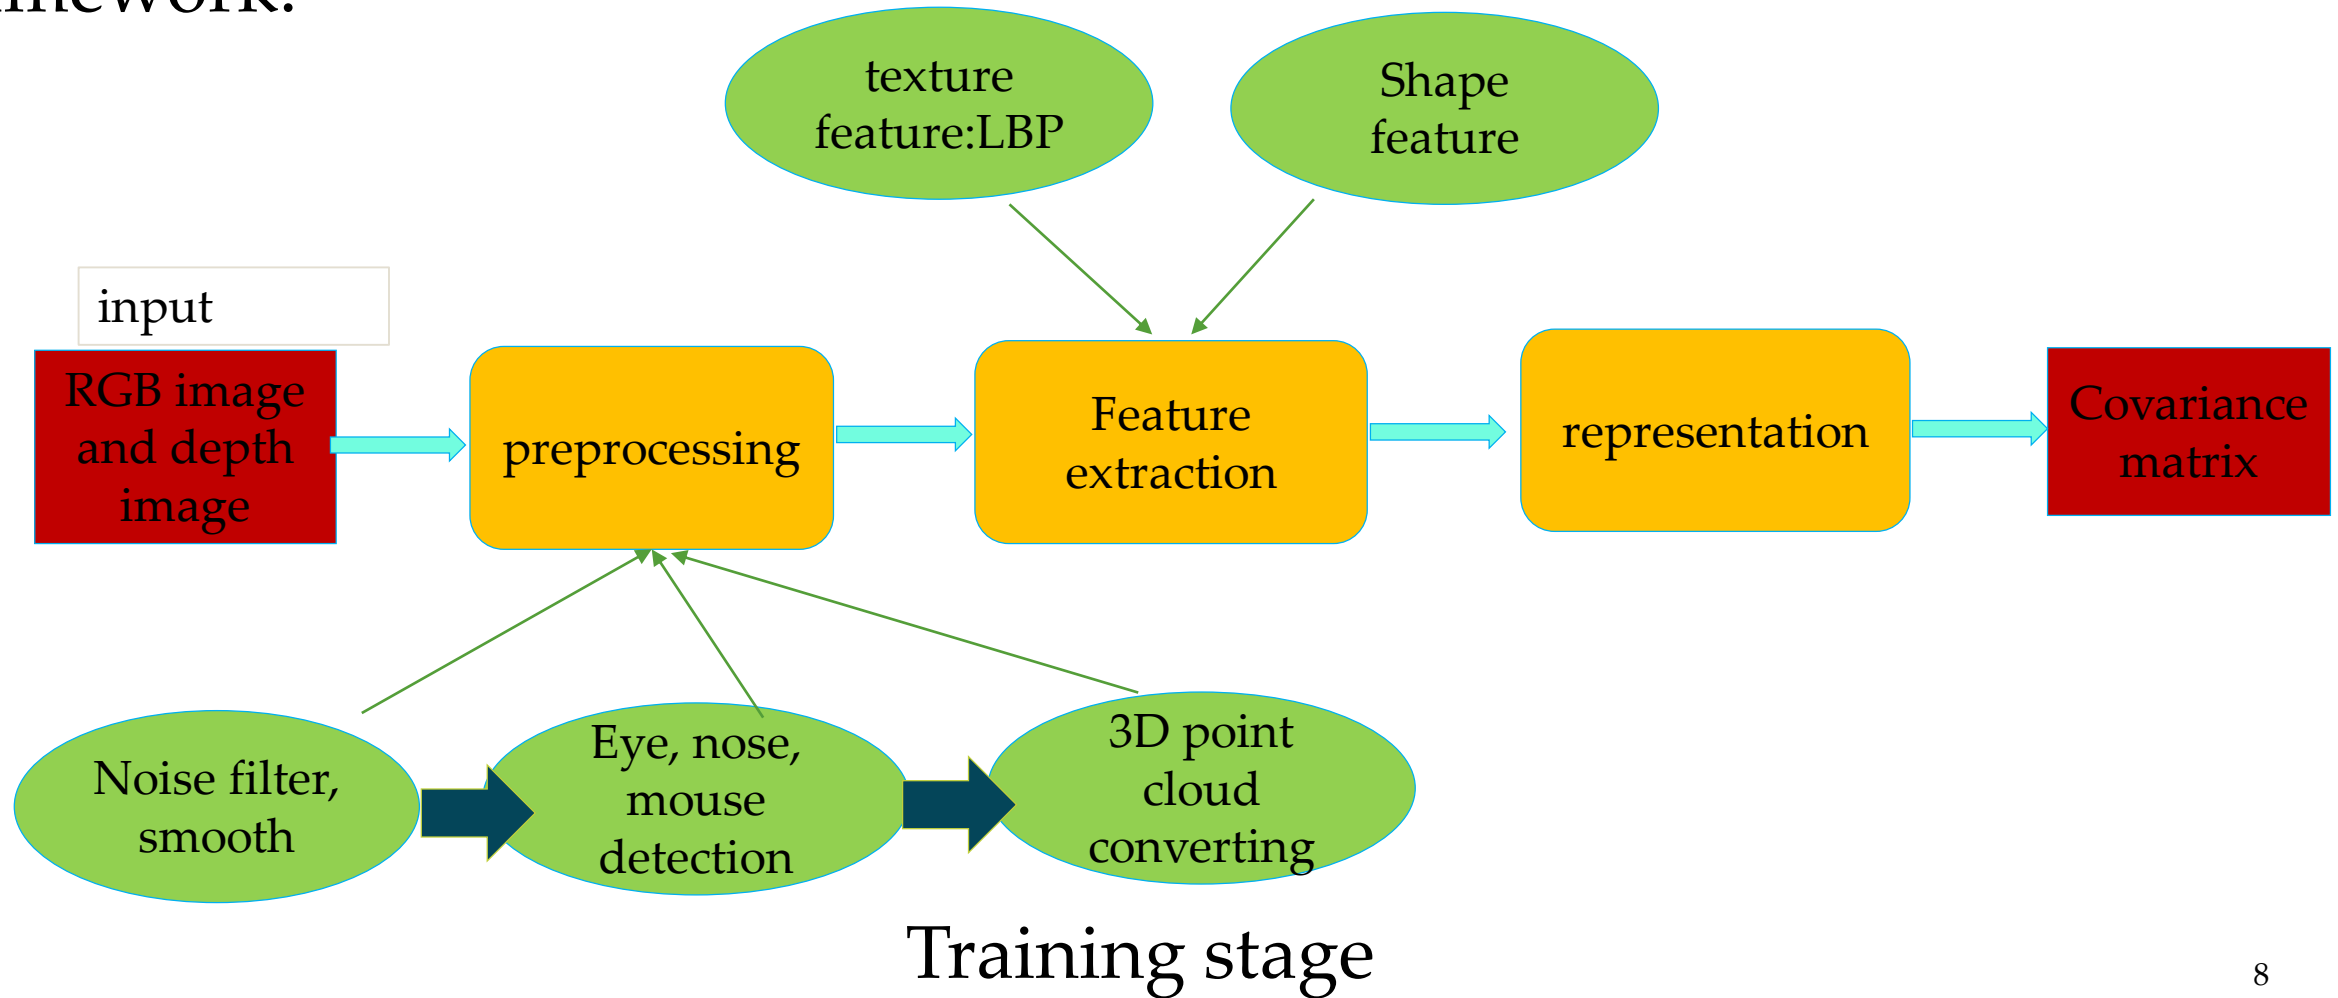 texture
feature:LBP
Shape
feature
input
RGB image
and depth
image
preprocessing
Feature
extraction
representation
Covariance
matrix
Noise filter,
smooth
Eye, nose,
mouse
detection
3D point
cloud
converting
Training stage
8